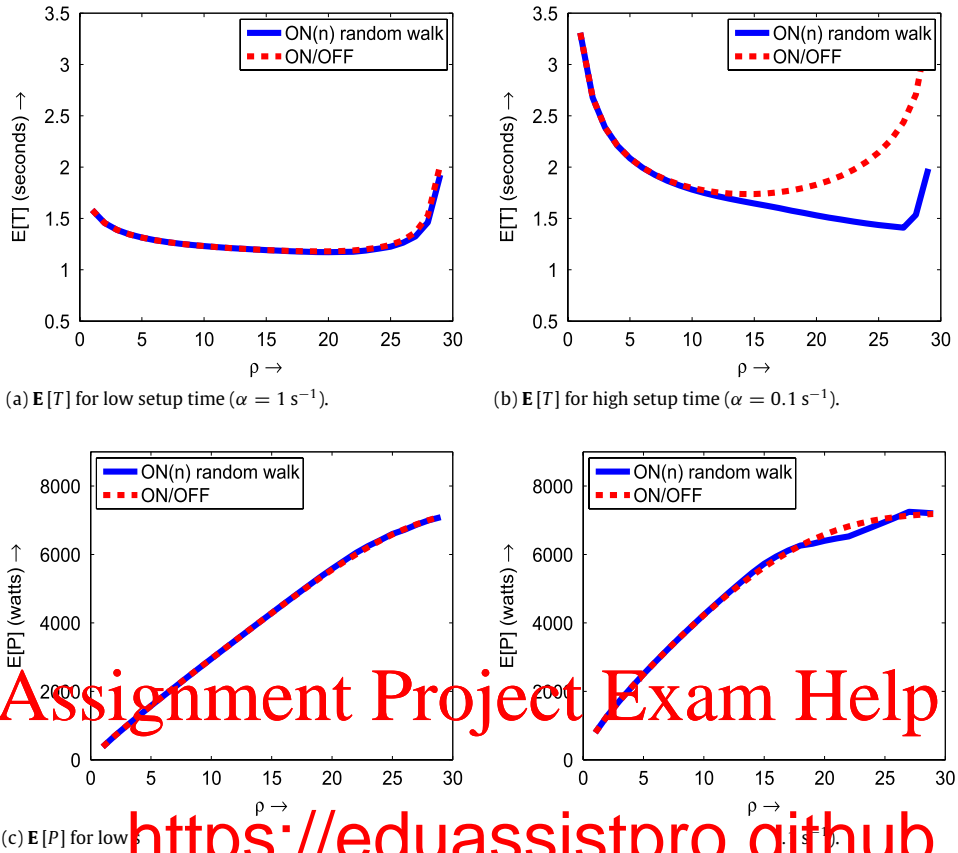 3.5
3
2.5
2
1.5
1
0.5
0 5 10 15 20 25 30
E[T] (seconds) →
ρ →
ON(n) random walk
ON/OFF
(a) E [T] for low setup time (α = 1 s⁻¹).
3.5
3
2.5
2
1.5
1
0.5
0 5 10 15 20 25 30
E[T] (seconds) →
ρ →
ON(n) random walk
ON/OFF
(b) E [T] for high setup time (α = 0.1 s⁻¹).
8000
6000
4000
2000
0
0 5 10 15 20 25 30
E[P] (watts) →
ρ →
ON(n) random walk
ON/OFF
8000
6000
4000
2000
0
0 5 10 15 20 25 30
E[P] (watts) →
ρ →
ON(n) random walk
ON/OFF
Assignment Project Exam Help
(c) E [P] for low s
https://eduassistpro.github